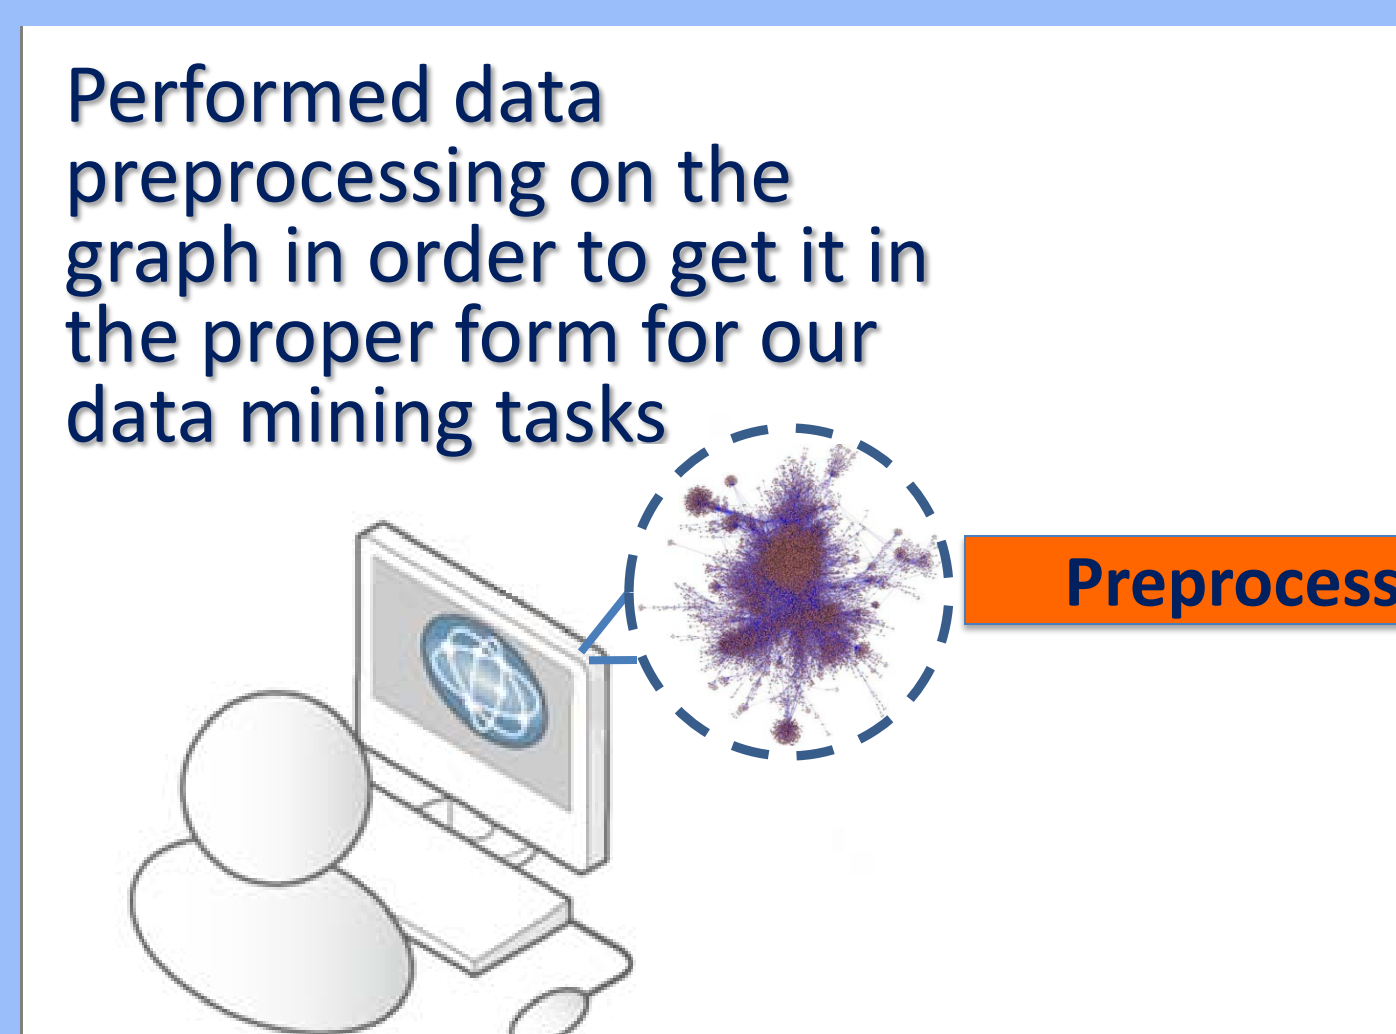 Performed data
preprocessing on the
graph in order to get it in
the proper form for our
data mining tasks
Preprocess